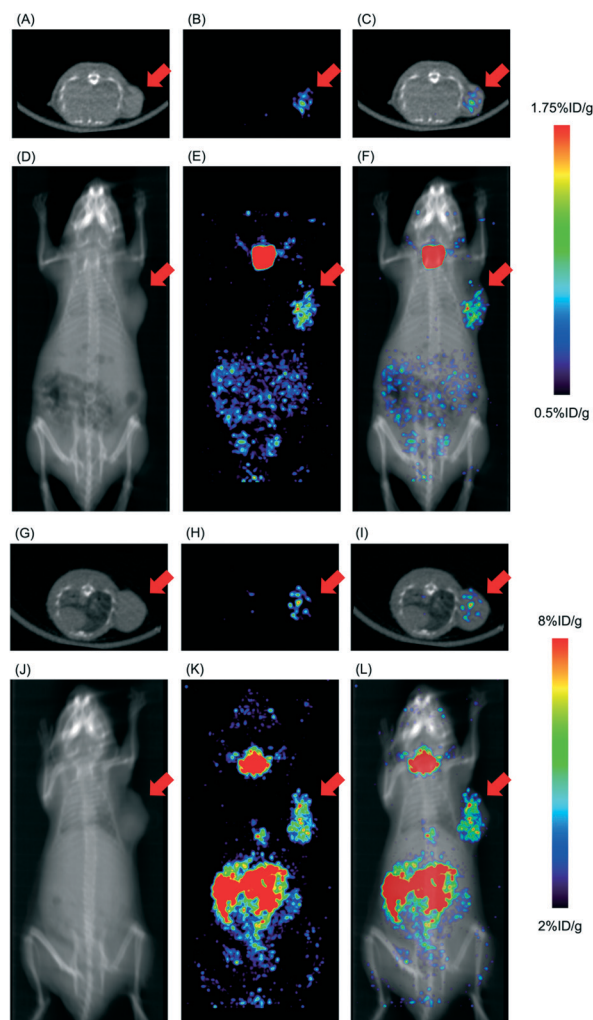 (A) (B) (C)
1.75%ID/g
(D) (E) (F)
0.5%ID/g
(G) (H) (I)
8%ID/g
(J) (K) (L)
2%ID/g